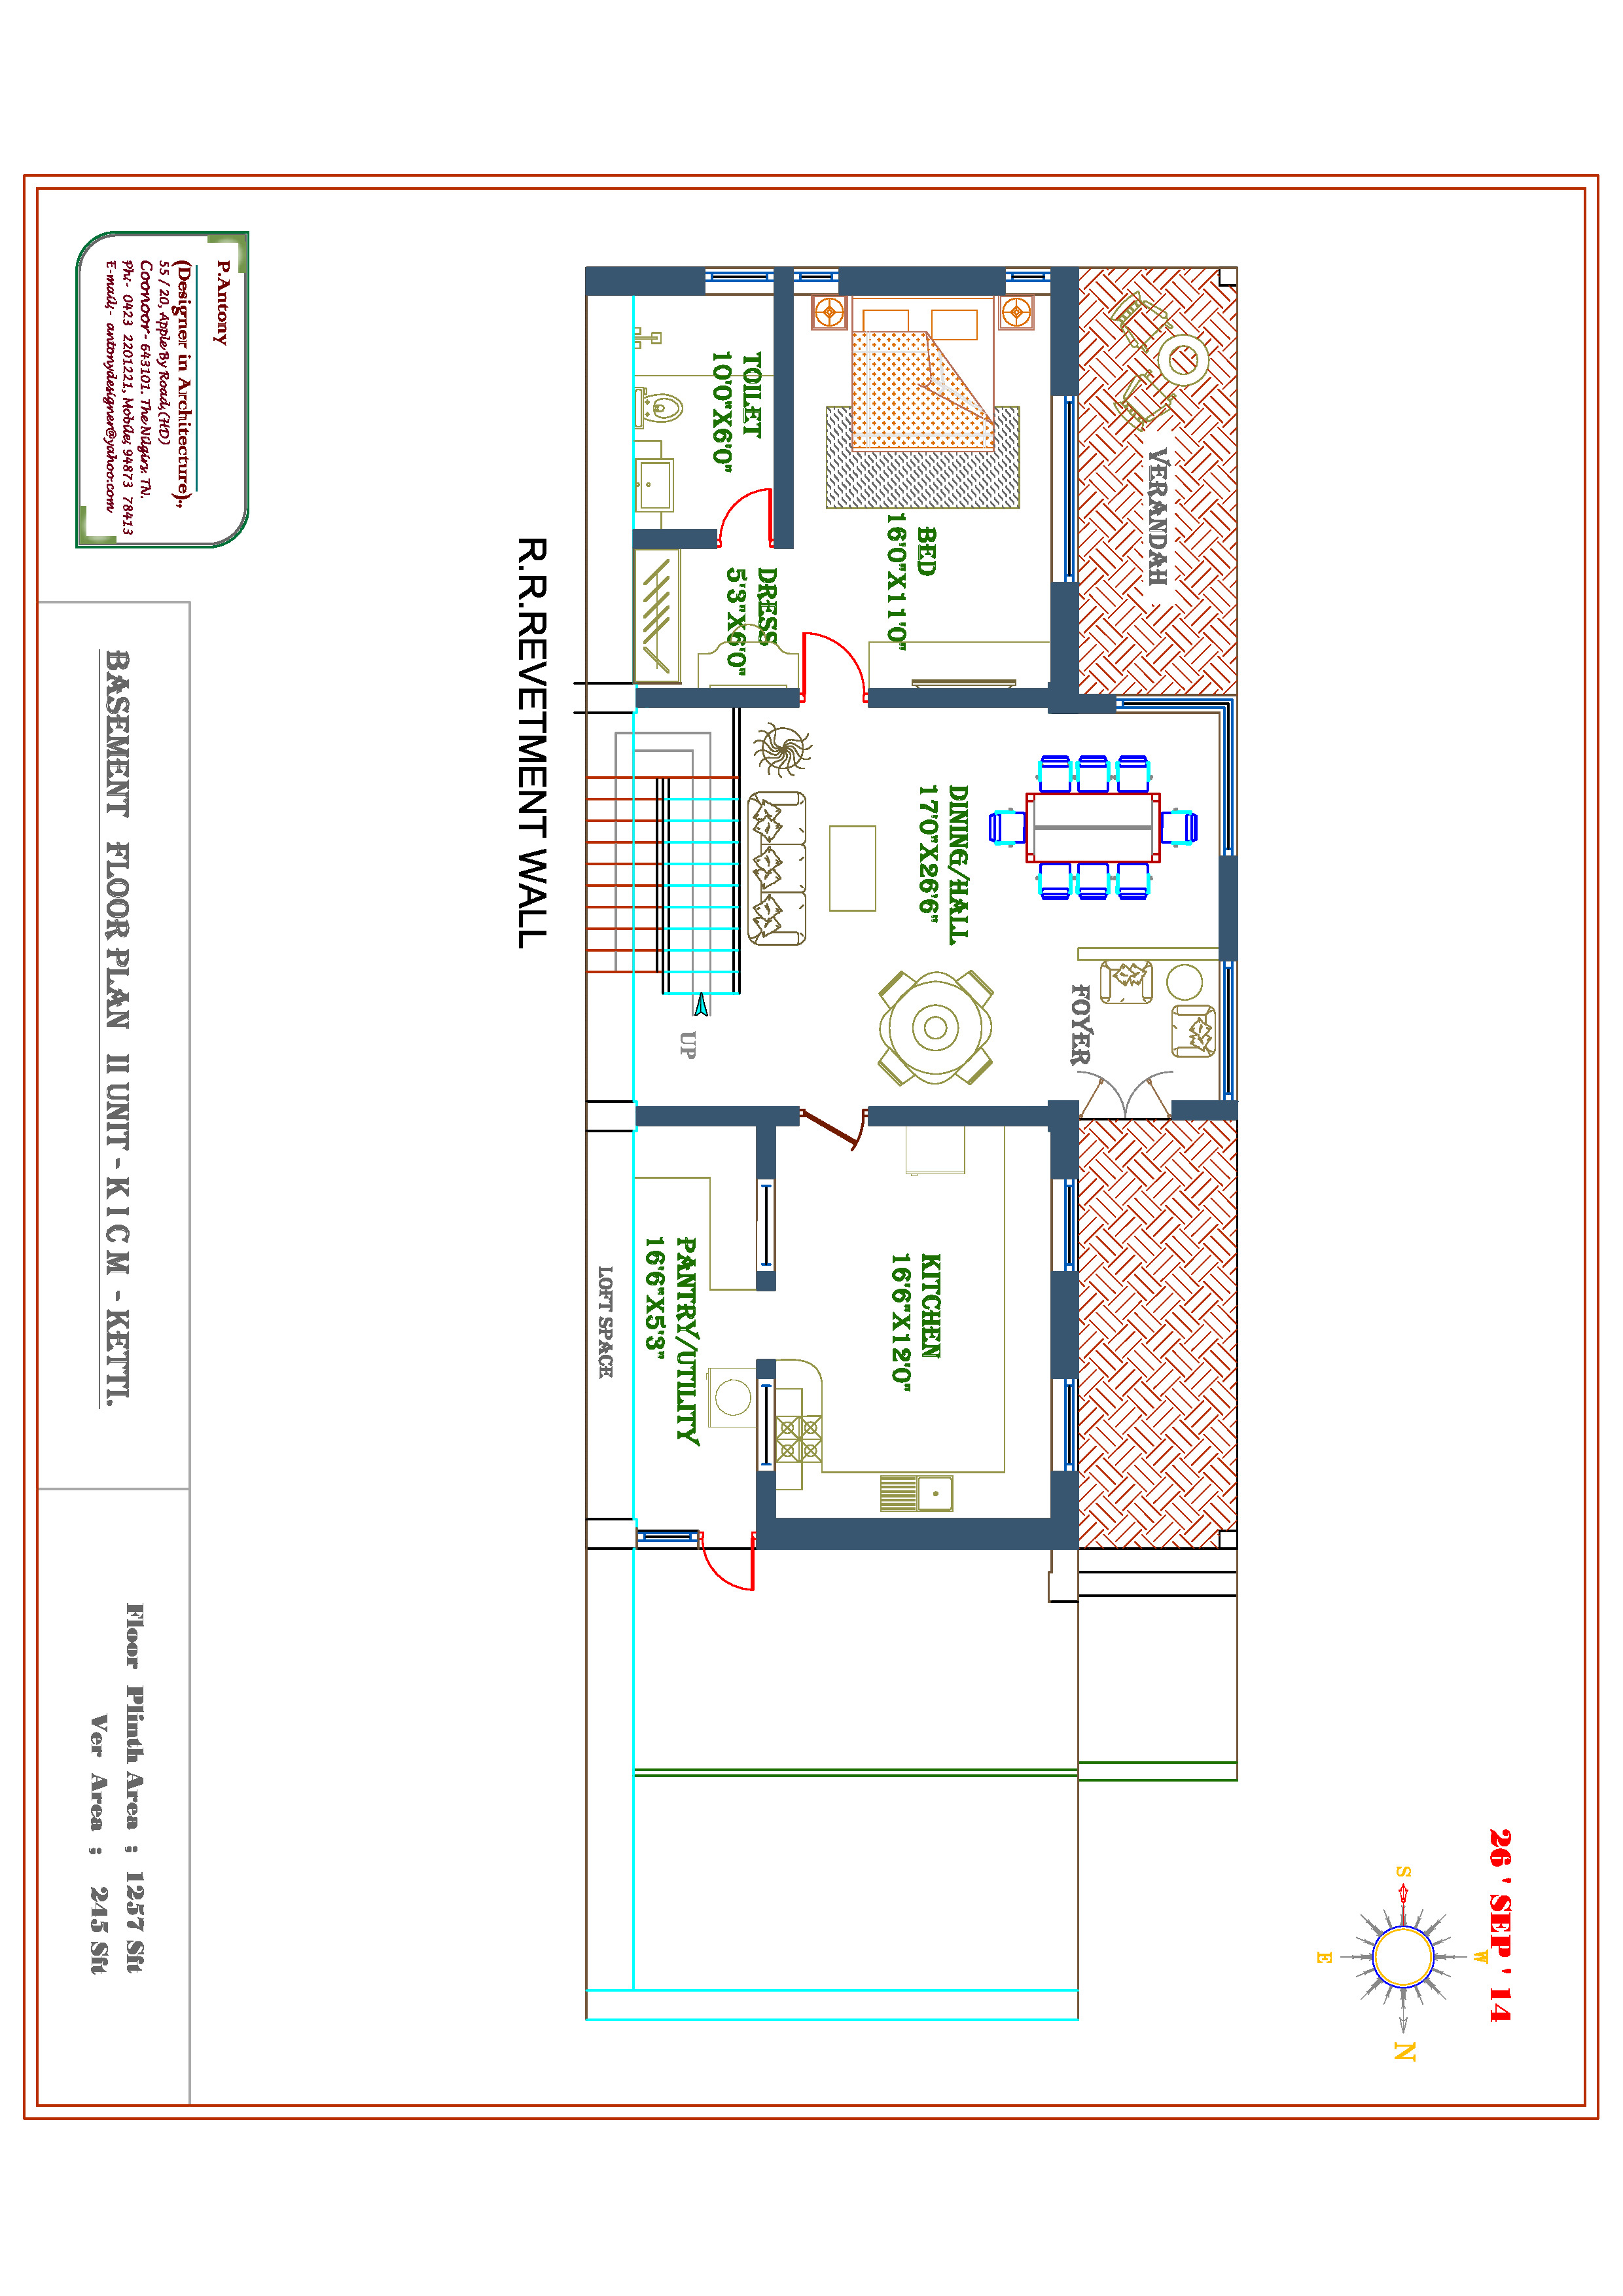 26 ' SEP' 14
S
W
E
N
VERANDAH
BED
16'0"X11'0"
TOILET
10'0"X6'0"
DRESS
5'3"X6'0"
DINING/HALL
17'0"X26'6"
FOYER
UP
KITCHEN
16'6"X12'0"
PANTRY/UTILITY
16'6"X5'3"
LOFT SPACE
R.R.REVETMENT WALL
P.Antony
(Designer in Architecture).,
55 / 20, Apple By Road,(HD)
Coonoor - 643101. The Nilgirs. TN.
Ph:- 0423 2201221, Mobile; 94873 78413
E-mail;- antonydesigner@yahoo.com
BASEMENT FLOOR PLAN II UNIT - K I C M - KETTI.
Floor Plinth Area ; 1257 Sft
Ver Area ; 245 Sft